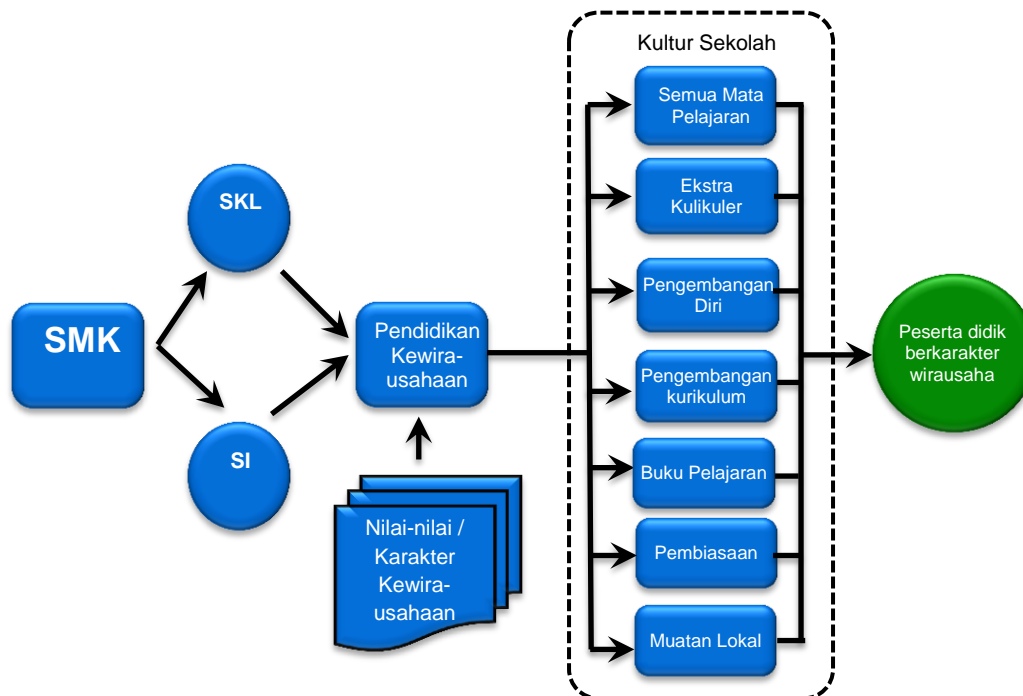 Kultur Sekolah
Semua Mata
Pelajaran
SKL
Ekstra
Kulikuler
Pengembangan
Diri
SMK
Pendidikan
Kewira-
usahaan
Peserta didik
berkarakter
wirausaha
Pengembangan
kurikulum
SI
Buku Pelajaran
Nilai-nilai /
Karakter
Kewira-
usahaan
Pembiasaan
Muatan Lokal